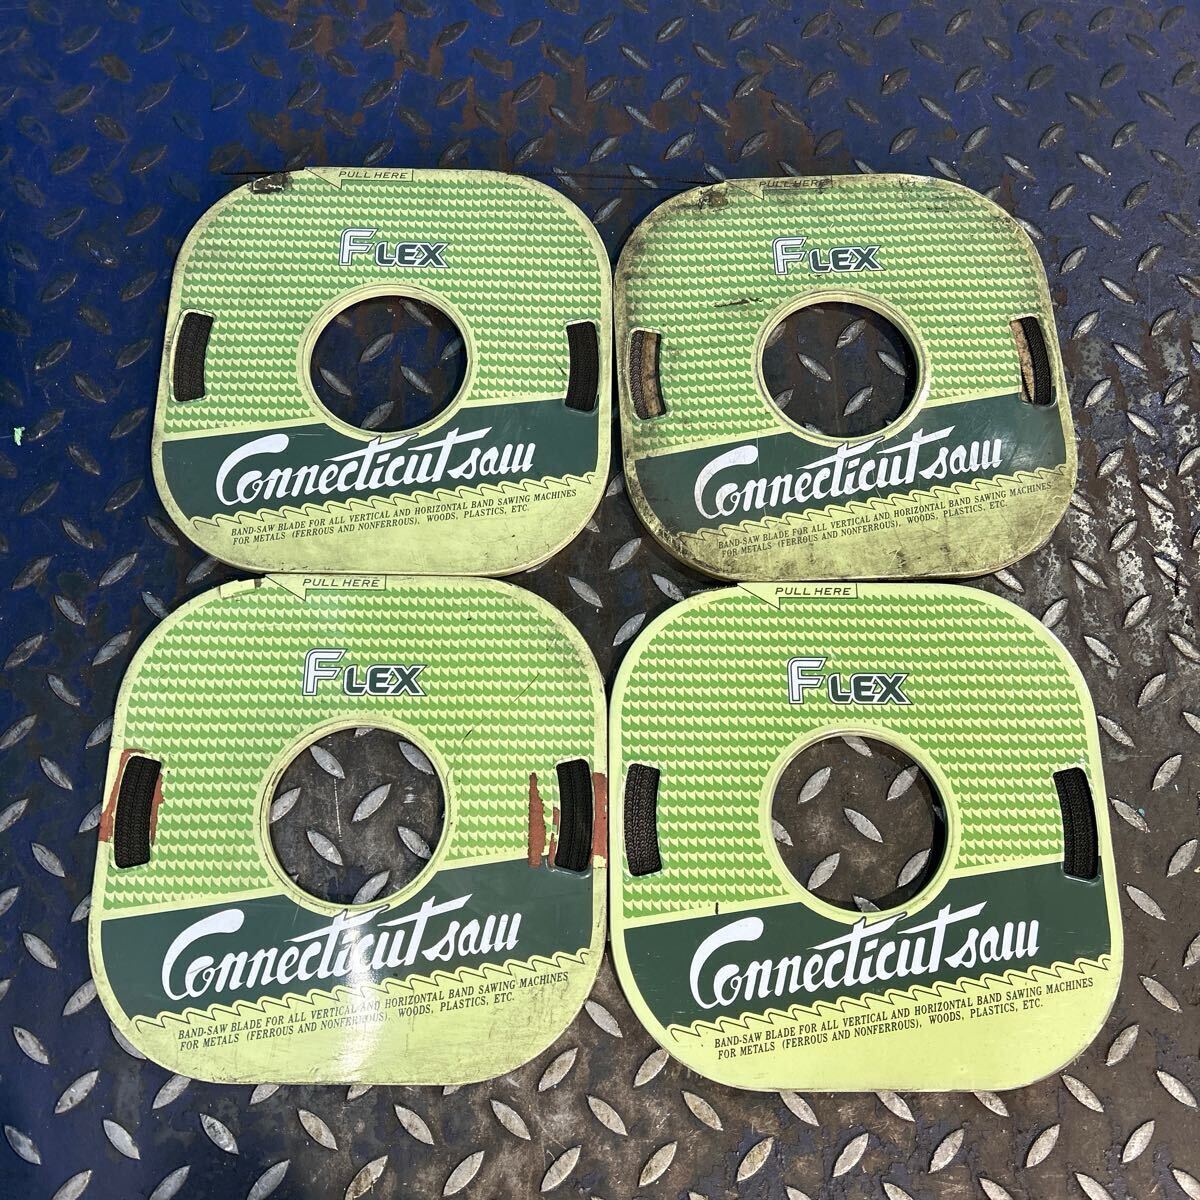 PULL HERE
FLEX
Connecticut saw
BAND-SAW BLADE FOR ALL VERTICAL AND HORIZONTAL BAND SAWING MACHINES
FOR METALS (FERROUS AND NONFERROUS), WOODS, PLASTICS, ETC.
PULL HERE
FLEX
Connecticut saw
BAND-SAW BLADE FOR ALL VERTICAL AND HORIZONTAL BAND SAWING MACHINES
FOR METALS (FERROUS AND NONFERROUS), WOODS, PLASTICS, ETC.
PULL HERE
FLEX
Connecticut saw
BAND-SAW BLADE FOR ALL VERTICAL AND HORIZONTAL BAND SAWING MACHINES
FOR METALS (FERROUS AND NONFERROUS), WOODS, PLASTICS, ETC.
PULL HERE
FLEX
Connecticut saw
BAND-SAW BLADE FOR ALL VERTICAL AND HORIZONTAL BAND SAWING MACHINES
FOR METALS (FERROUS AND NONFERROUS), WOODS, PLASTICS, ETC.